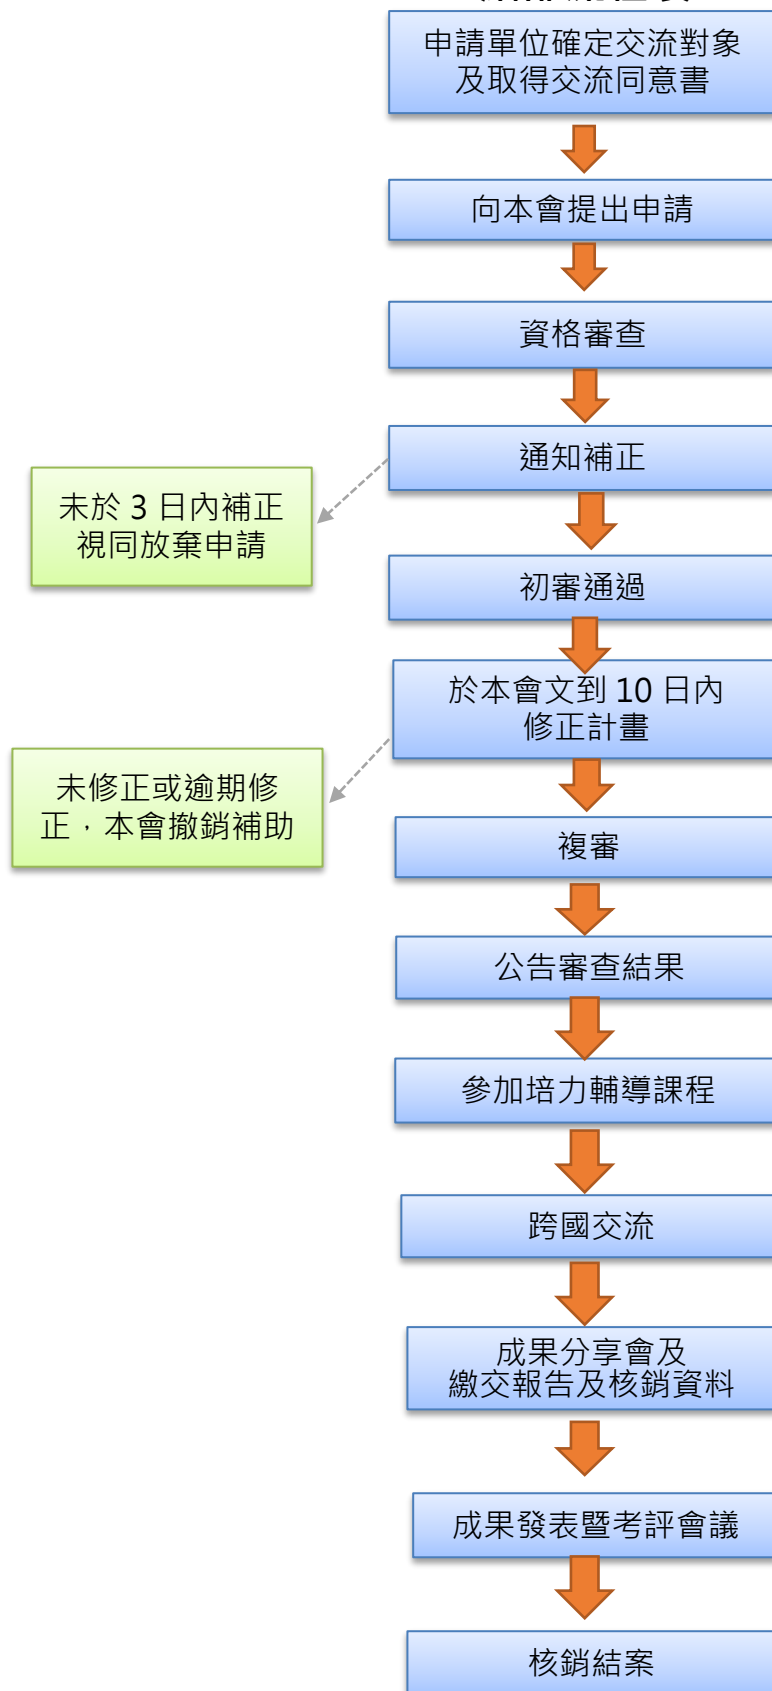 申請單位確定交流對象
及取得交流同意書
向本會提出申請
資格審查
通知補正
未於 3 日內補正
視同放棄申請
初審通過
於本會文到 10 日內
修正計畫
未修正或逾期修
正，本會撤銷補助
複審
公告審查結果
參加培力輔導課程
跨國交流
成果分享會及
繳交報告及核銷資料
成果發表暨考評會議
核銷結案